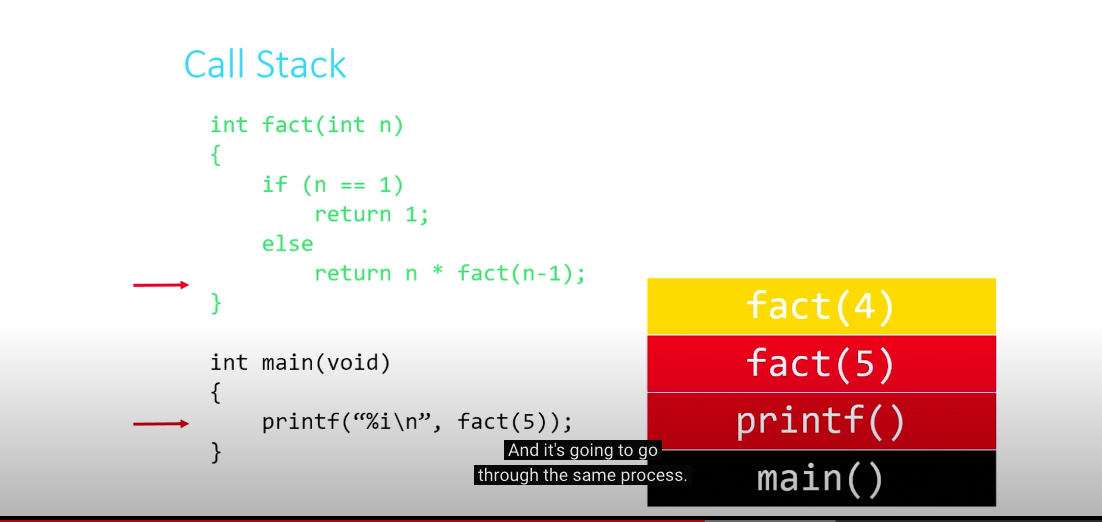 Call Stack
int fact(int n)
{
if (n == 1)
return 1;
else
return n * fact(n-1);
}
int main(void)
{
printf(“%i\n”, fact(5));
}
fact(4)
fact(5)
printf()
main()
And it's going to go
through the same process.